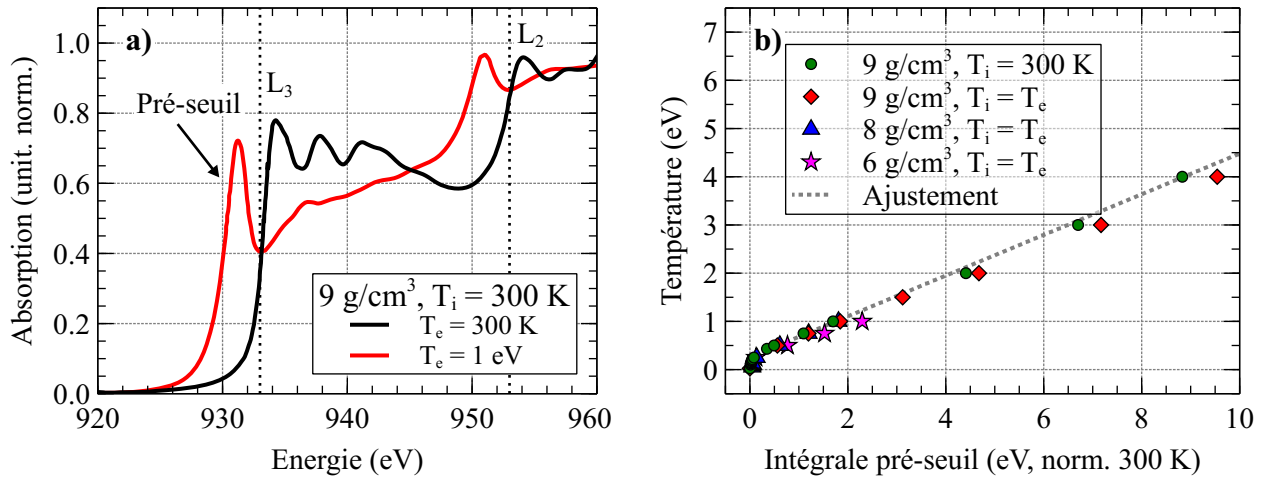 a)
L₃
L₂
Pré-seuil
1.0
0.8
0.6
0.4
0.2
0.0
Absorption (unit. norm.)
920
930
940
950
960
Energie (eV)
9 g/cm³, Tᵢ = 300 K
Tₑ = 300 K
Tₑ = 1 eV
b)
7
6
5
4
3
2
1
0
Température (eV)
0
2
4
6
8
10
Intégrale pré-seuil (eV, norm. 300 K)
9 g/cm³, Tᵢ = 300 K
9 g/cm³, Tᵢ = Tₑ
8 g/cm³, Tᵢ = Tₑ
6 g/cm³, Tᵢ = Tₑ
Ajustement